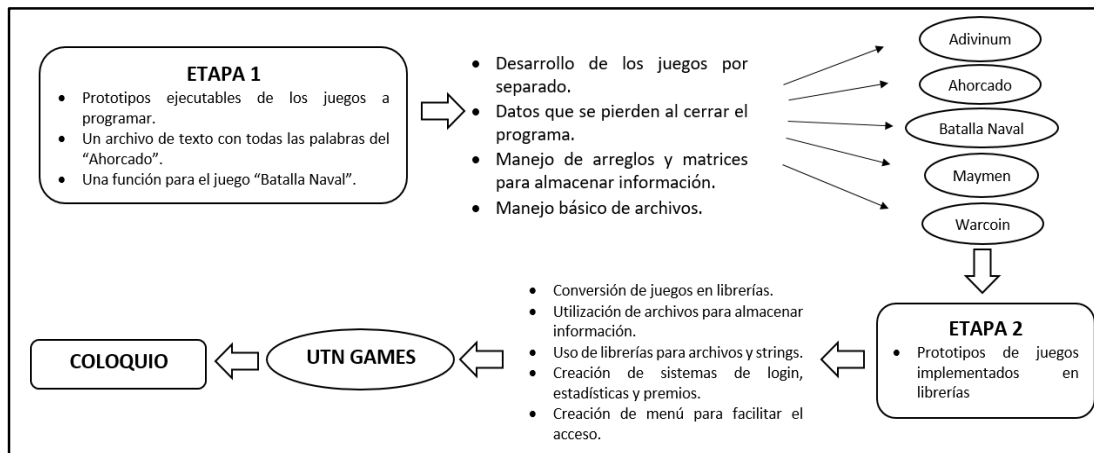 ETAPA 1
• Prototipos ejecutables de los juegos a
programar.
• Un archivo de texto con todas las palabras del
“Ahorcado”.
• Una función para el juego “Batalla Naval”.
• Desarrollo de los juegos por
separado.
• Datos que se pierden al cerrar el
programa.
• Manejo de arreglos y matrices
para almacenar información.
• Manejo básico de archivos.
Adivinum
Ahorcado
Batalla Naval
Maymen
Warcoin
ETAPA 2
• Prototipos de juegos
implementados en
librerías
• Conversión de juegos en librerías.
• Utilización de archivos para almacenar
información.
• Uso de librerías para archivos y strings.
• Creación de sistemas de login,
estadísticas y premios.
• Creación de menú para facilitar el
acceso.
UTN GAMES
COLOQUIO